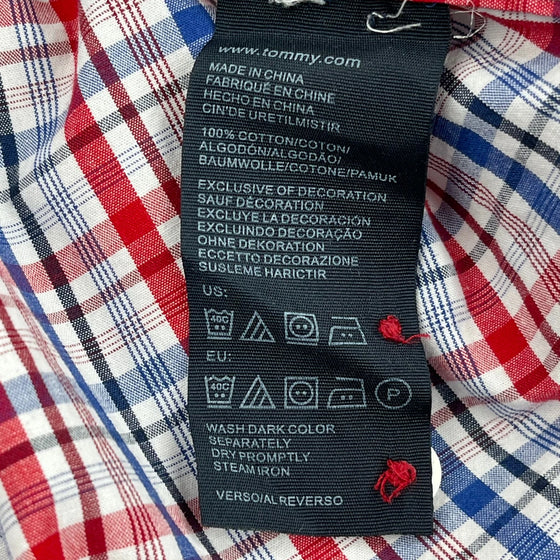 www.tommy.com
MADE IN CHINA
FABRIQUÉ EN CHINE
HECHO EN CHINA
CIN'DE URETILMISTIR
100% COTTON/COTON/
ALGODÓN/ALGODÃO/
BAUMWOLLE/COTONE/PAMUK
EXCLUSIVE OF DECORATION
SAUF DÉCORATION
EXCLUYE LA DECORACIÓN
EXCLUINDO DECORAÇÃO
OHNE DEKORATION
ECCETTO DECORAZIONE
SUSLEME HARICTIR
US:
40C
EU:
40C P
WASH DARK COLOR
SEPARATELY
DRY PROMPTLY
STEAM IRON
VERSO/AL REVERSO